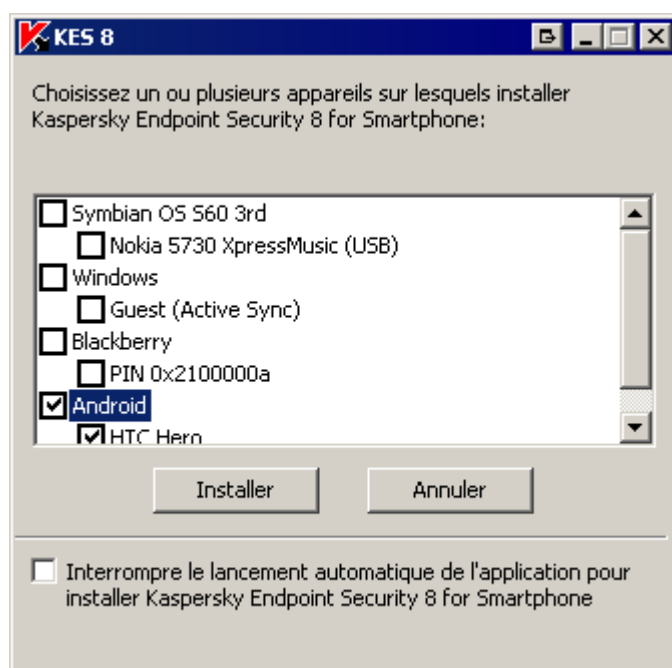 KES 8
Choisissez un ou plusieurs appareils sur lesquels installer
Kaspersky Endpoint Security 8 for Smartphone:
Symbian OS S60 3rd
Nokia 5730 XpressMusic (USB)
Windows
Guest (Active Sync)
Blackberry
PIN 0x2100000a
Android
HTC Hero
Installer
Annuler
Interrompre le lancement automatique de l'application pour
installer Kaspersky Endpoint Security 8 for Smartphone